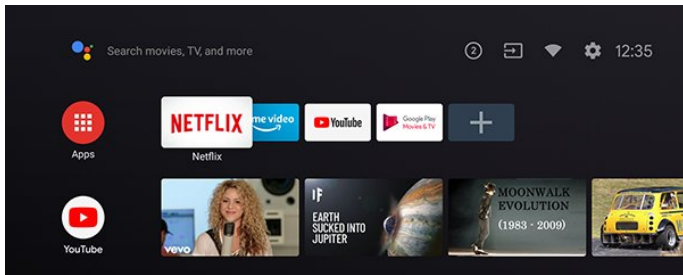 Search movies, TV, and more
2
12:35
NETFLIX
me video
YouTube
Google Play
Movies & TV
Apps
Netflix
vevo
IF
EARTH
SUCKED INTO
JUPITER
MOONWALK
EVOLUTION
(1983 - 2009)
YouTube